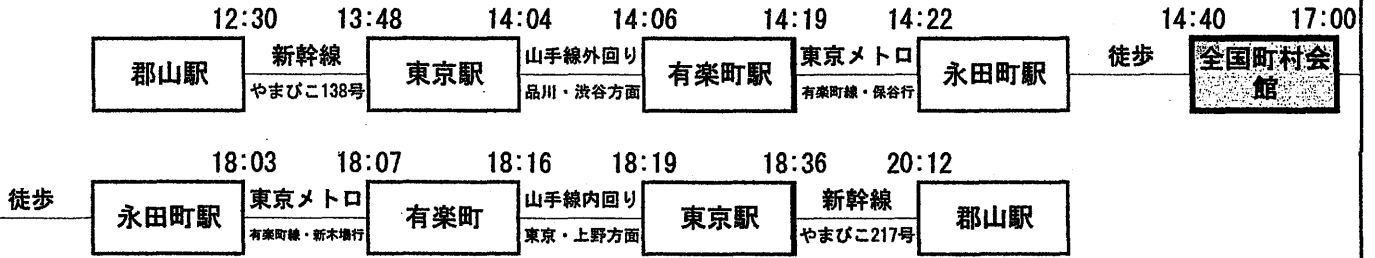 12:30 13:48 14:04 14:06 14:19 14:22 14:40 17:00
郡山駅 新幹線 東京駅 山手線外回り 有楽町駅 東京メトロ 永田町駅 徒歩 全国町村会
やまびこ138号 品川・渋谷方面 有楽町線・保谷行 館
18:03 18:07 18:16 18:19 18:36 20:12
徒歩 永田町駅 東京メトロ 有楽町 山手線内回り 東京駅 新幹線 郡山駅
有楽町線・新木場行 東京・上野方面 やまびこ217号